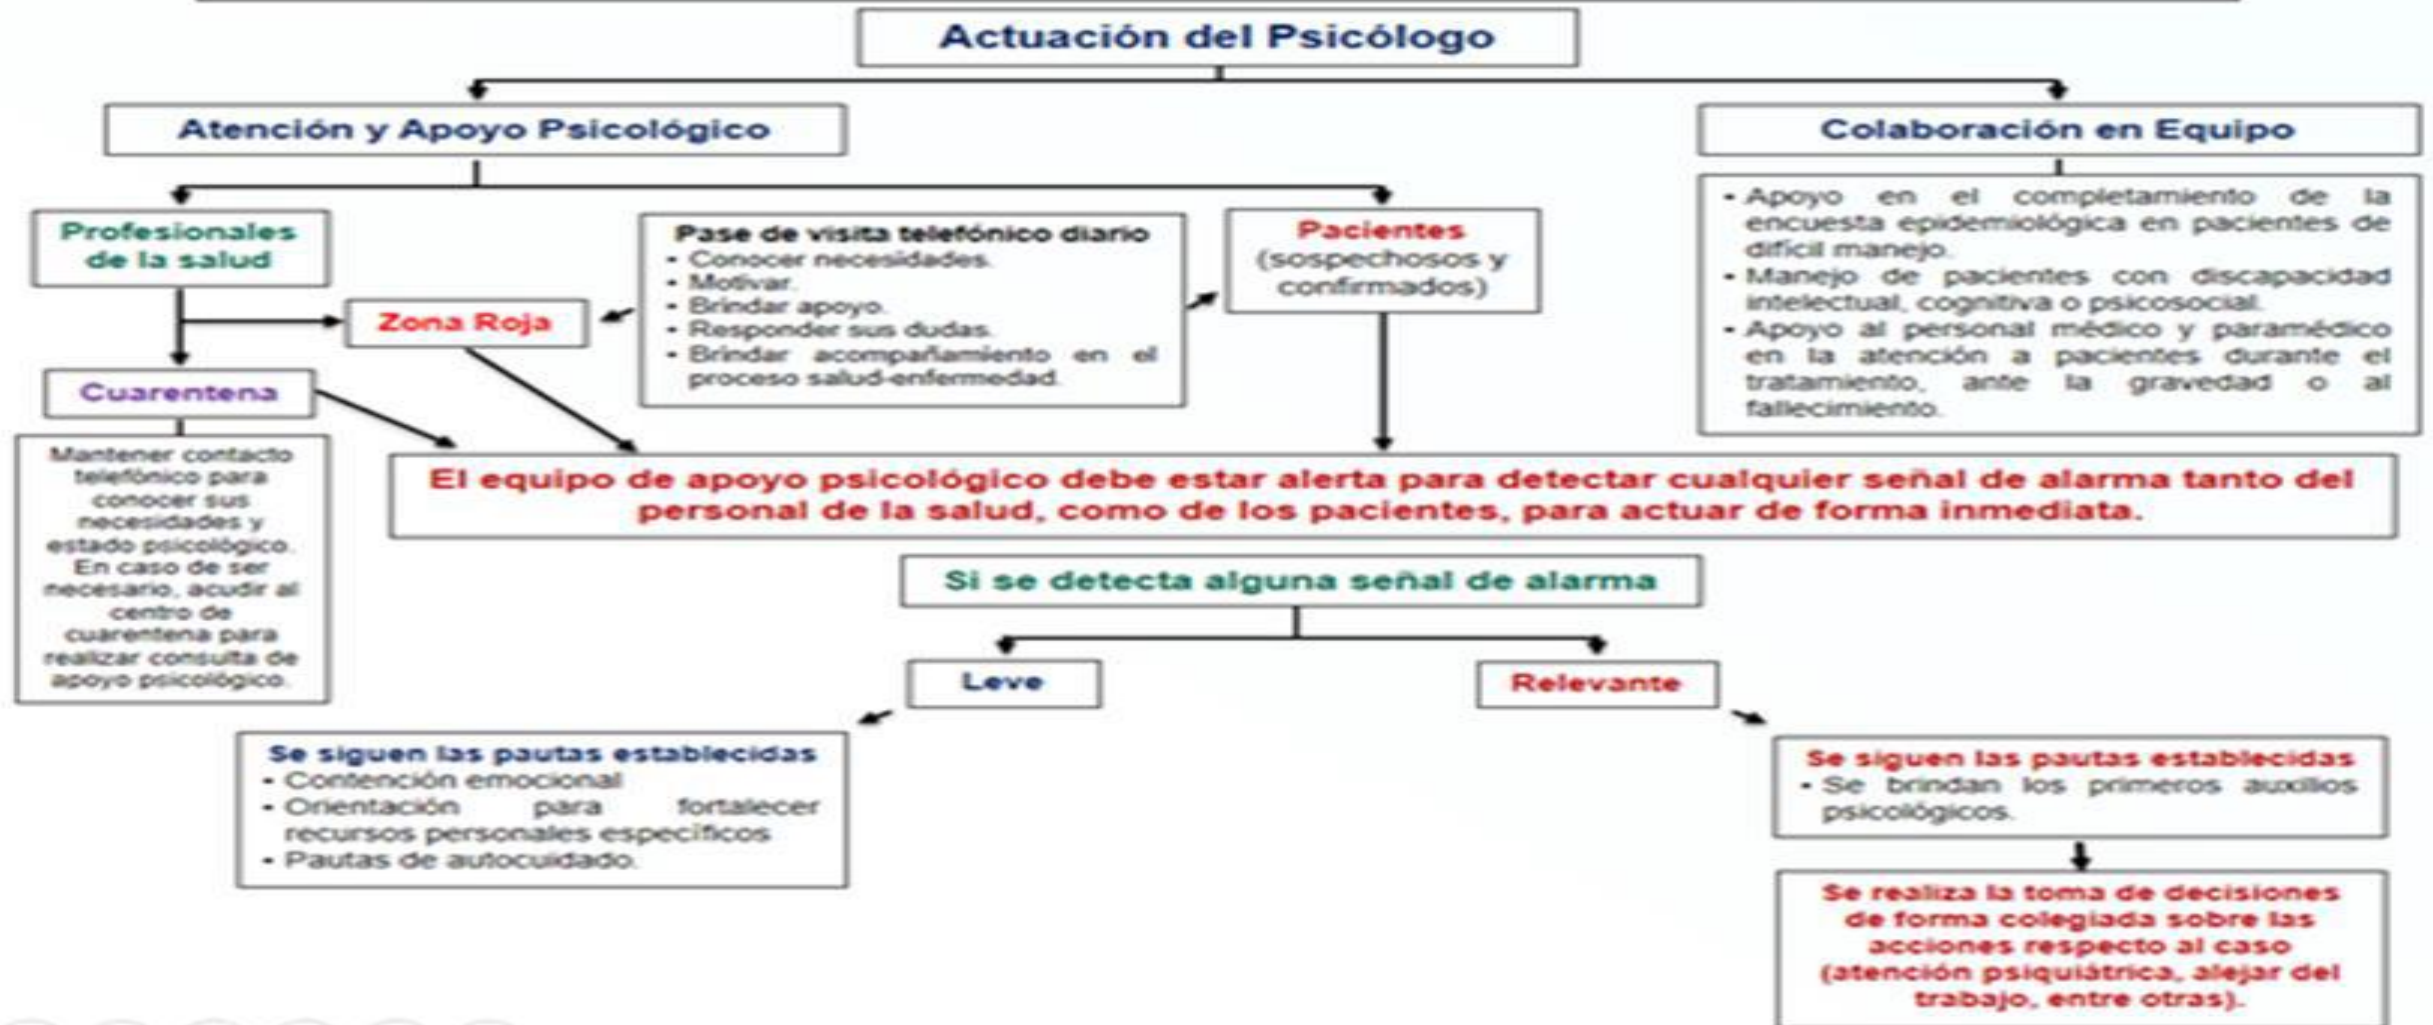 Actuación del Psicólogo
Atención y Apoyo Psicológico
Colaboración en Equipo
Profesionales
de la salud
Zona Roja
Cuarentena
Mantener contacto
telefónico para
conocer sus
necesidades y
estado psicológico.
En caso de ser
necesario, acudir al
centro de
cuarentena para
realizar consulta de
apoyo psicológico.
Pase de visita telefónico diario
- Conocer necesidades.
- Motivar.
- Brindar apoyo.
- Responder sus dudas.
- Brindar acompañamiento en el
proceso salud-enfermedad.
Pacientes
(sospechosos y
confirmados)
- Apoyo en el completamiento de la
encuesta epidemiológica en pacientes de
difícil manejo.
- Manejo de pacientes con discapacidad
intelectual, cognitiva o psicosocial.
- Apoyo al personal médico y paramédico
en la atención a pacientes durante el
tratamiento, ante la gravedad o al
fallecimiento.
El equipo de apoyo psicológico debe estar alerta para detectar cualquier señal de alarma tanto del
personal de la salud, como de los pacientes, para actuar de forma inmediata.
Si se detecta alguna señal de alarma
Leve
Relevante
Se siguen las pautas establecidas
- Contención emocional
- Orientación para fortalecer
recursos personales específicos
- Pautas de autocuidado.
Se siguen las pautas establecidas
- Se brindan los primeros auxilios
psicológicos.
Se realiza la toma de decisiones
de forma colegiada sobre las
acciones respecto al caso
(atención psiquiátrica, alejar del
trabajo, entre otras).